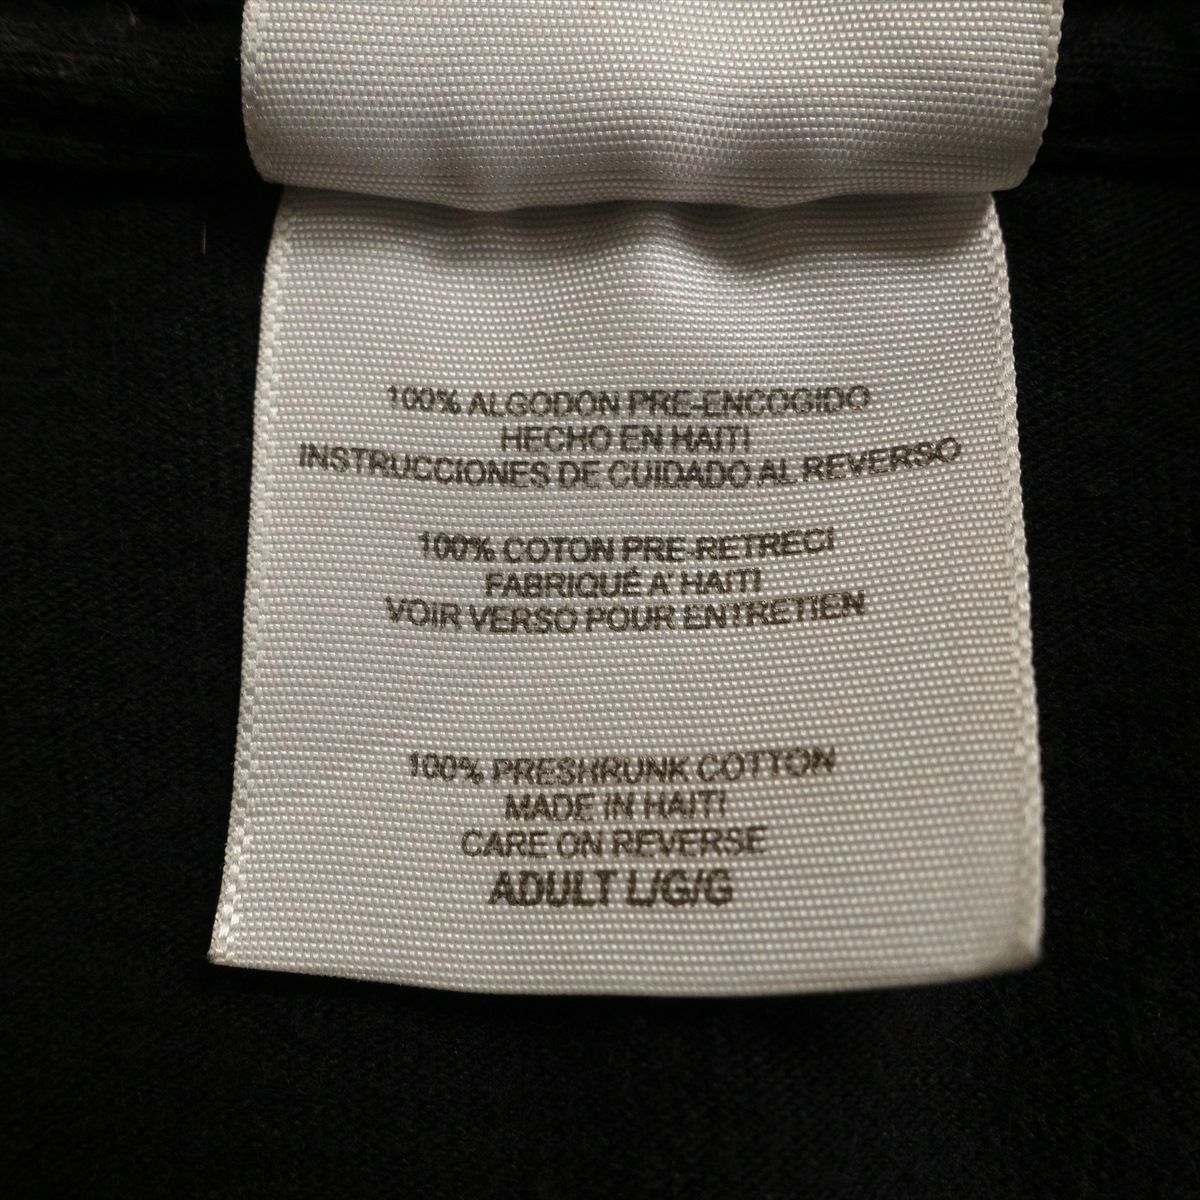 100% ALGODON PRE-ENCOGIDO
HECHO EN HAITI
INSTRUCCIONES DE CUIDADO AL REVERSO
100% COTON PRE-RETRECI
FABRIQUÉ A' HAITI
VOIR VERSO POUR ENTRETIEN
100% PRESHRUNK COTTON
MADE IN HAITI
CARE ON REVERSE
ADULT L/G/G